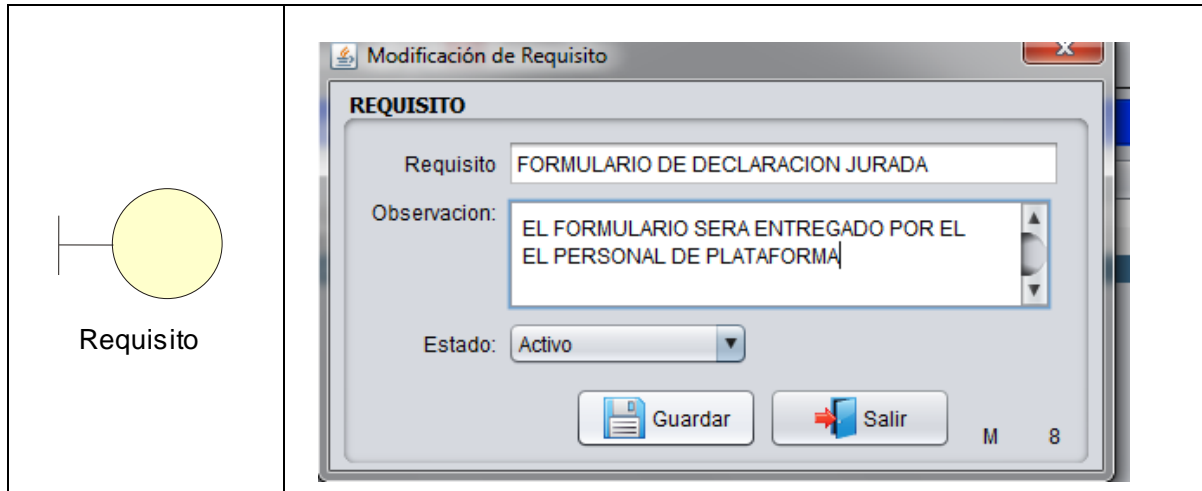 Requisito
Modificación de Requisito
X
REQUISITO
Requisito FORMULARIO DE DECLARACION JURADA
Observacion: EL FORMULARIO SERA ENTREGADO POR EL
EL PERSONAL DE PLATAFORMA
Estado: Activo
Guardar Salir M 8